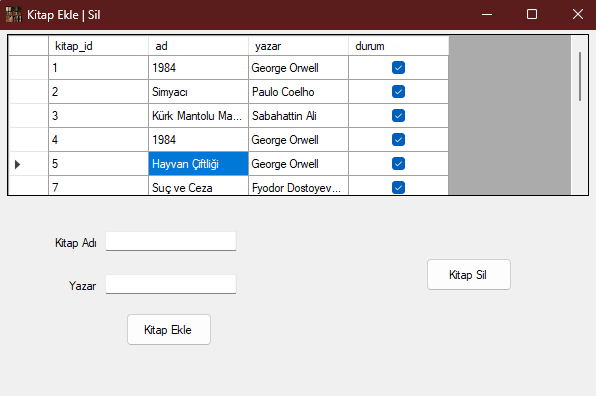 Kitap Ekle | Sil
kitap_id ad yazar durum
1 1984 George Orwell
2 Simyacı Paulo Coelho
3 Kürk Mantolu Ma... Sabahattin Ali
4 1984 George Orwell
5 Hayvan Çiftliği George Orwell
7 Suç ve Ceza Fyodor Dostoyev...
Kitap Adı
Kitap Sil
Yazar
Kitap Ekle